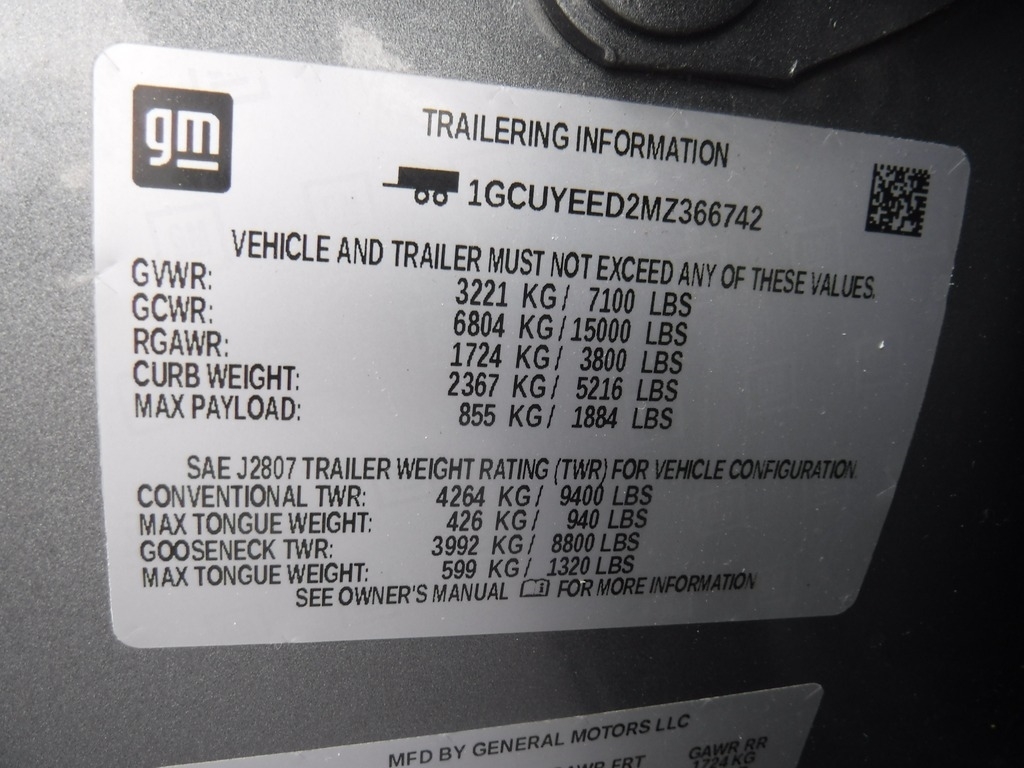 gm
TRAILERING INFORMATION
1GCUYEED2MZ366742
VEHICLE AND TRAILER MUST NOT EXCEED ANY OF THESE VALUES.
GVWR: 3221 KG/ 7100 LBS
GCWR: 6804 KG/15000 LBS
RGAWR: 1724 KG/ 3800 LBS
CURB WEIGHT: 2367 KG/ 5216 LBS
MAX PAYLOAD: 855 KG/ 1884 LBS
SAE J2807 TRAILER WEIGHT RATING (TWR) FOR VEHICLE CONFIGURATION
CONVENTIONAL TWR: 4264 KG/ 9400 LBS
MAX TONGUE WEIGHT: 426 KG/ 940 LBS
GOOSENECK TWR: 3992 KG/ 8800 LBS
MAX TONGUE WEIGHT: 599 KG/ 1320 LBS
SEE OWNER'S MANUAL FOR MORE INFORMATION
MFD BY GENERAL MOTORS LLC
FRT GAWR RR
1724 KG